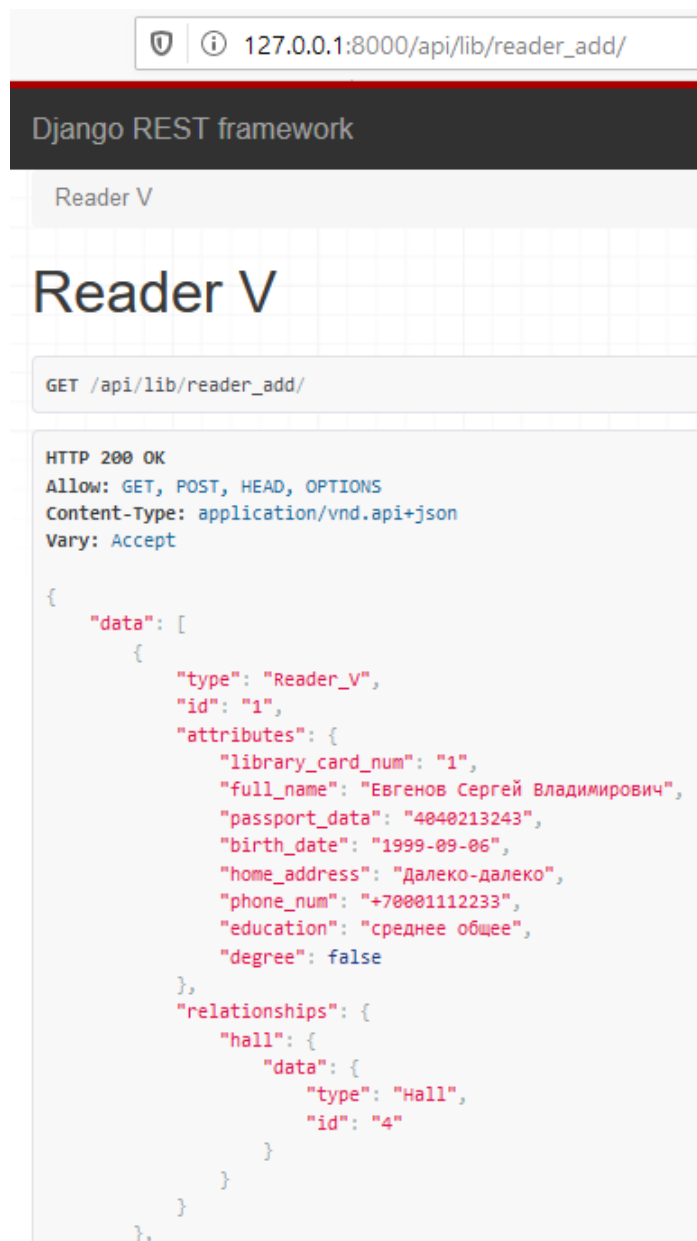 127.0.0.1:8000/api/lib/reader_add/
Django REST framework
Reader V
Reader V
GET /api/lib/reader_add/
HTTP 200 OK
Allow: GET, POST, HEAD, OPTIONS
Content-Type: application/vnd.api+json
Vary: Accept
{
    "data": [
        {
            "type": "Reader_V",
            "id": "1",
            "attributes": {
                "library_card_num": "1",
                "full_name": "Евгенов Сергей Владимирович",
                "passport_data": "4040213243",
                "birth_date": "1999-09-06",
                "home_address": "Далеко-далеко",
                "phone_num": "+70001112233",
                "education": "среднее общее",
                "degree": false
            },
            "relationships": {
                "hall": {
                    "data": {
                        "type": "Hall",
                        "id": "4"
                    }
                }
            }
        },